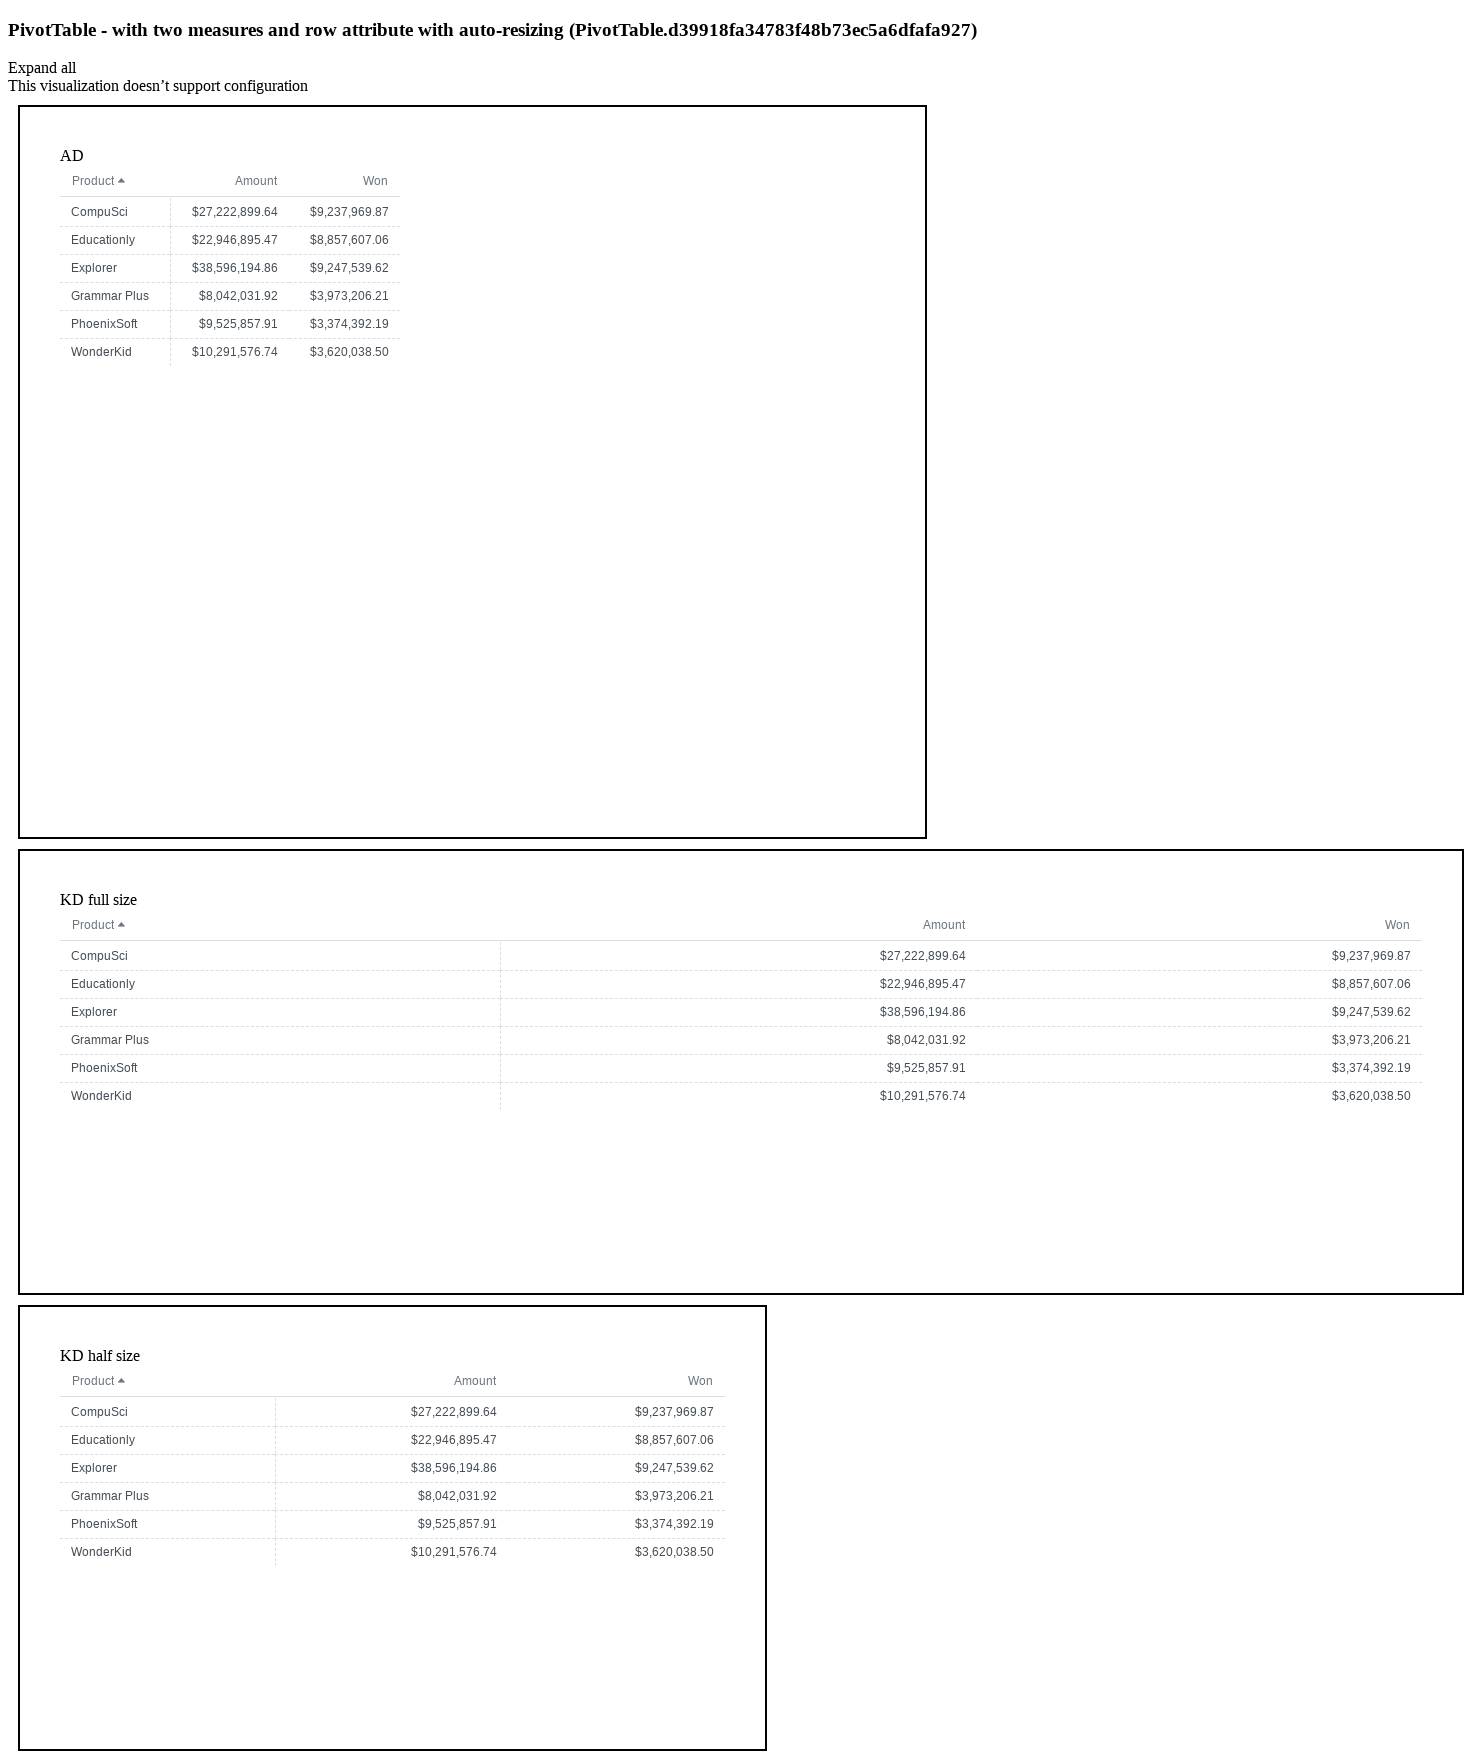 PivotTable - with two measures and row attribute with auto-resizing (PivotTable.d39918fa34783f48b73ec5a6dfafa927)
Expand all
This visualization doesn’t support configuration
AD
Product Amount Won
CompuSci $27,222,899.64 $9,237,969.87
Educationly $22,946,895.47 $8,857,607.06
Explorer $38,596,194.86 $9,247,539.62
Grammar Plus $8,042,031.92 $3,973,206.21
PhoenixSoft $9,525,857.91 $3,374,392.19
WonderKid $10,291,576.74 $3,620,038.50
KD full size
Product Amount Won
CompuSci $27,222,899.64 $9,237,969.87
Educationly $22,946,895.47 $8,857,607.06
Explorer $38,596,194.86 $9,247,539.62
Grammar Plus $8,042,031.92 $3,973,206.21
PhoenixSoft $9,525,857.91 $3,374,392.19
WonderKid $10,291,576.74 $3,620,038.50
KD half size
Product Amount Won
CompuSci $27,222,899.64 $9,237,969.87
Educationly $22,946,895.47 $8,857,607.06
Explorer $38,596,194.86 $9,247,539.62
Grammar Plus $8,042,031.92 $3,973,206.21
PhoenixSoft $9,525,857.91 $3,374,392.19
WonderKid $10,291,576.74 $3,620,038.50